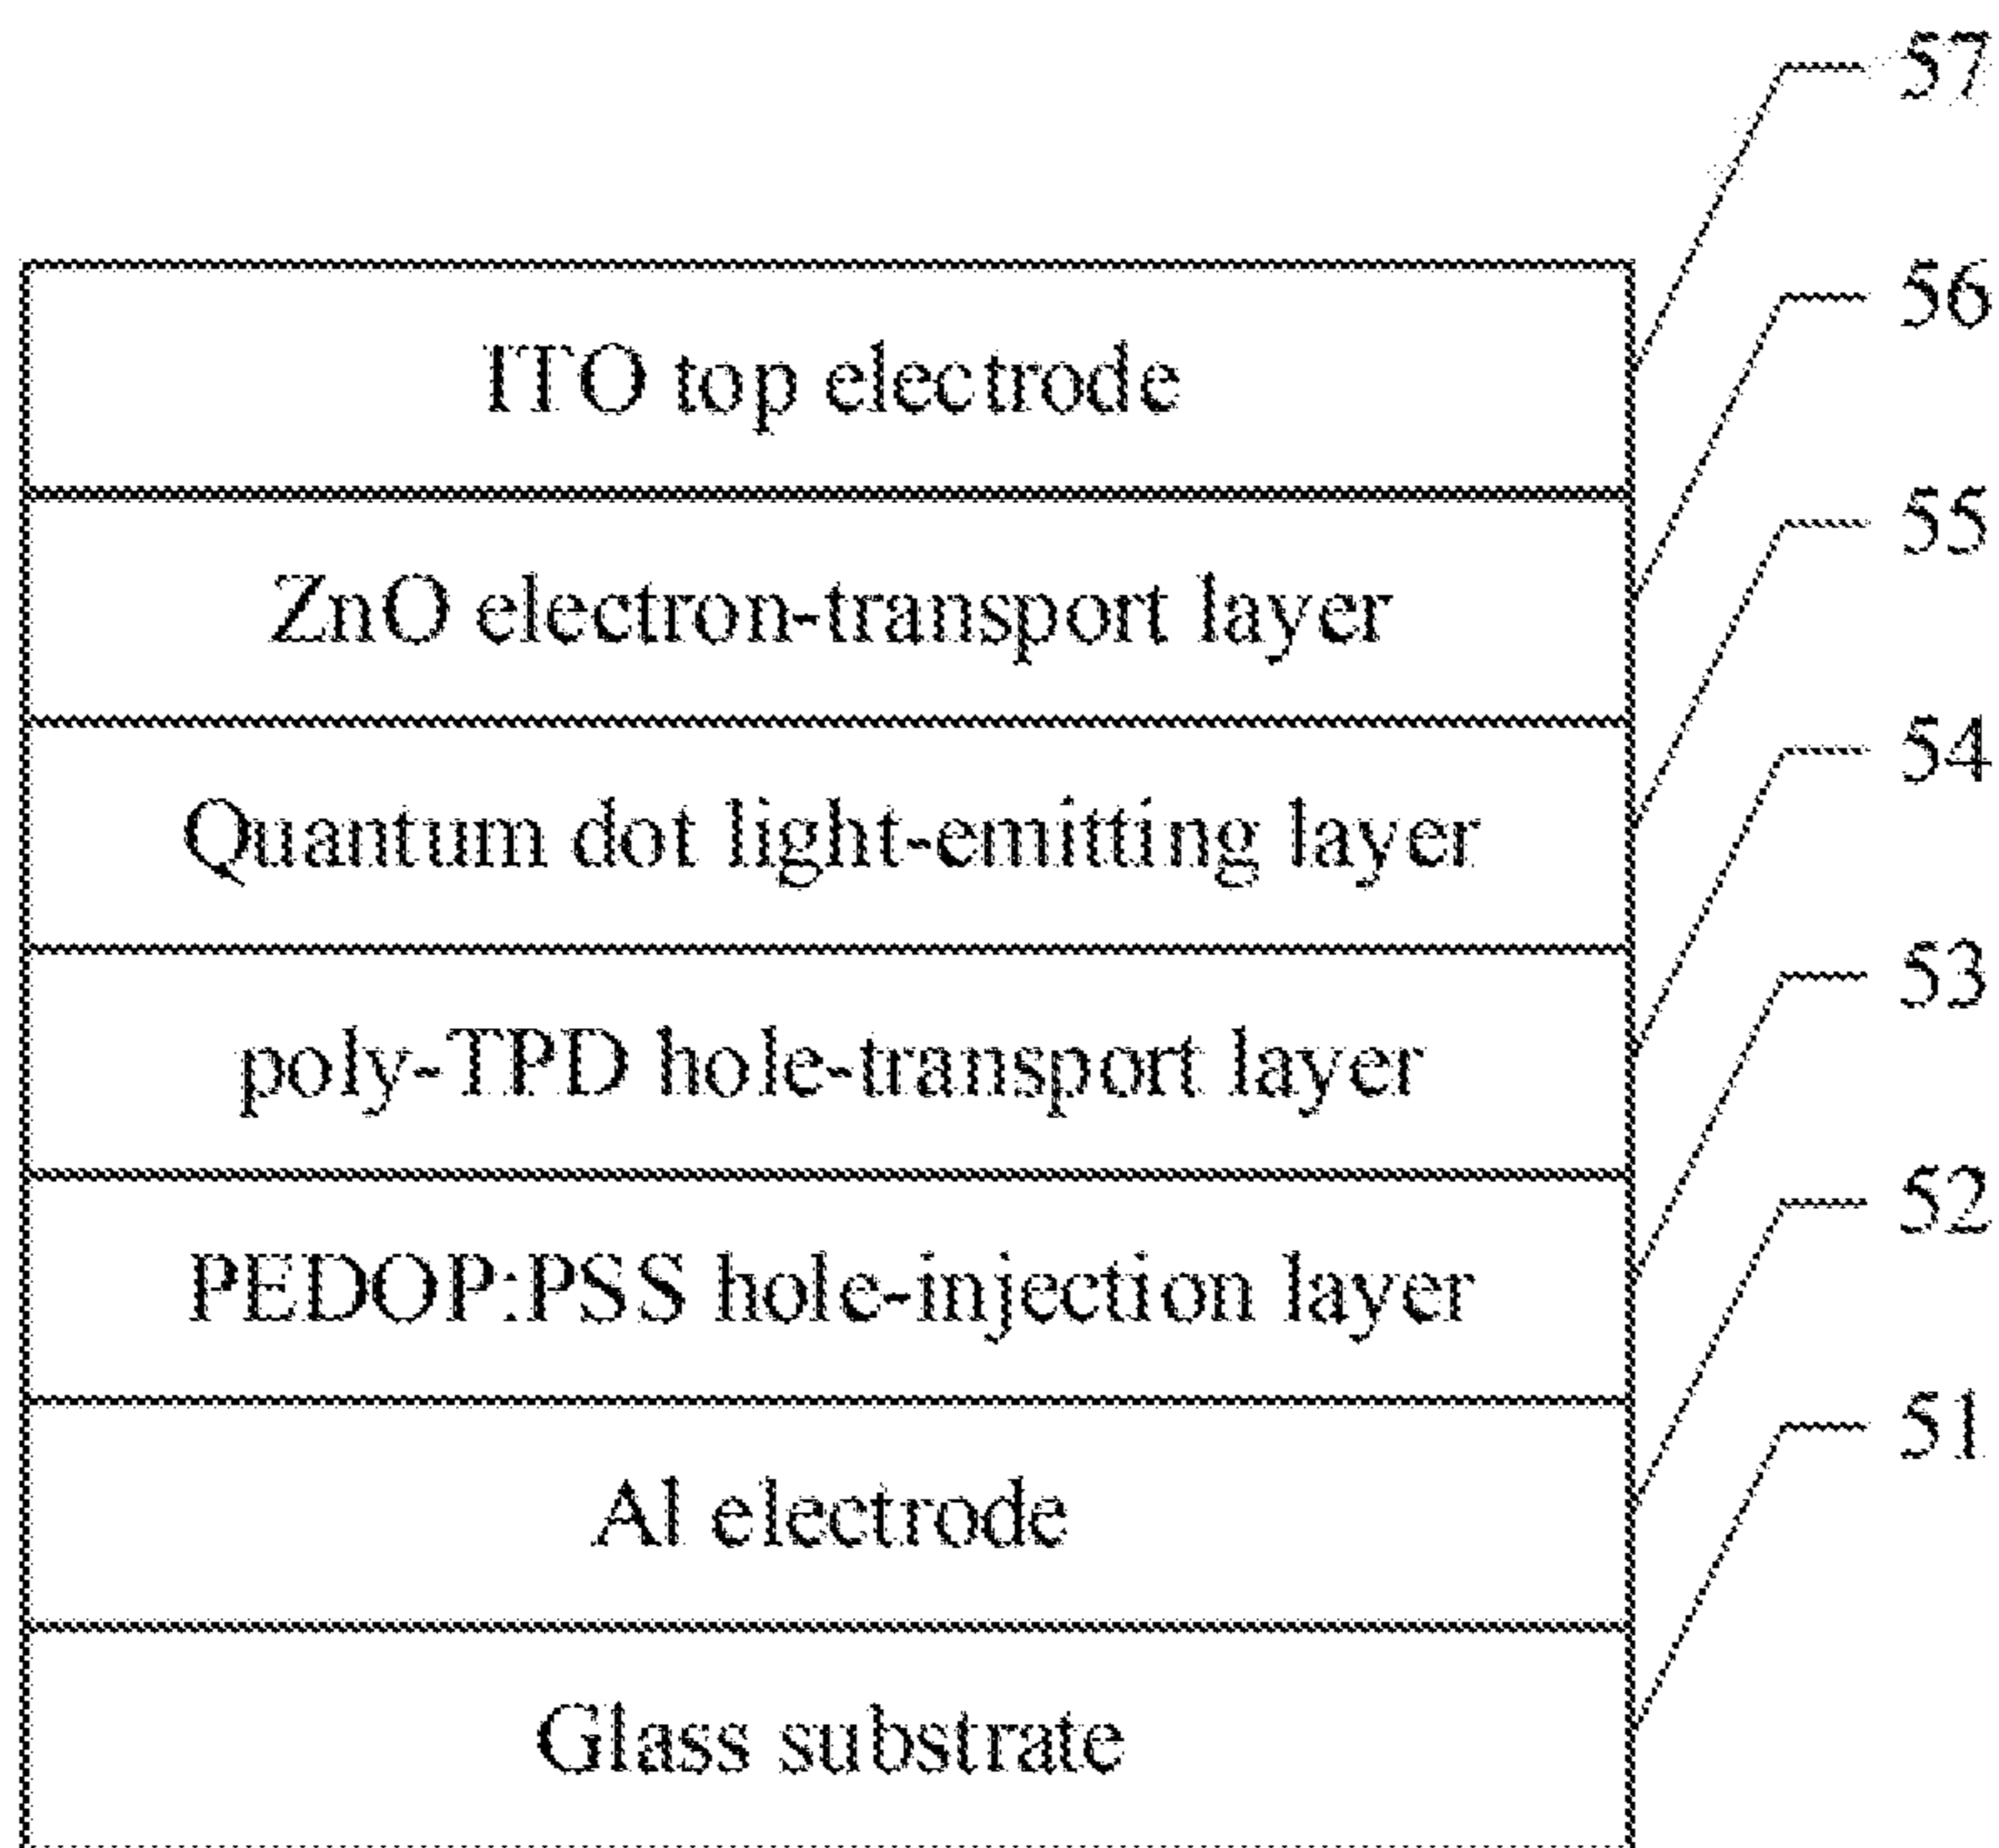 57
56
ITO top electrode
55
ZnO electron-transport layer
54
Quantum dot light-emitting layer
53
poly-TPD hole-transport layer
52
PEDOP:PSS hole-injection layer
51
Al electrode
Glass substrate